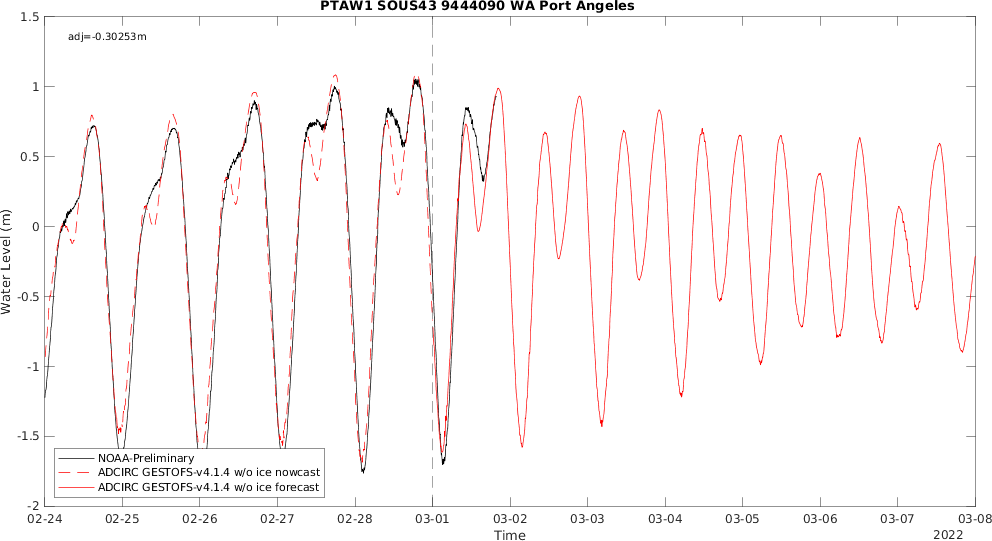 PTAW1 SOUS43 9444090 WA Port Angeles
adj=-0.30253m
1.5
1
0.5
0
-0.5
-1
-1.5
-2
Water Level (m)
NOAA-Preliminary
ADCIRC GESTOFS-v4.1.4 w/o ice nowcast
ADCIRC GESTOFS-v4.1.4 w/o ice forecast
02-24 02-25 02-26 02-27 02-28 03-01 03-02 03-03 03-04 03-05 03-06 03-07 03-08
Time
2022